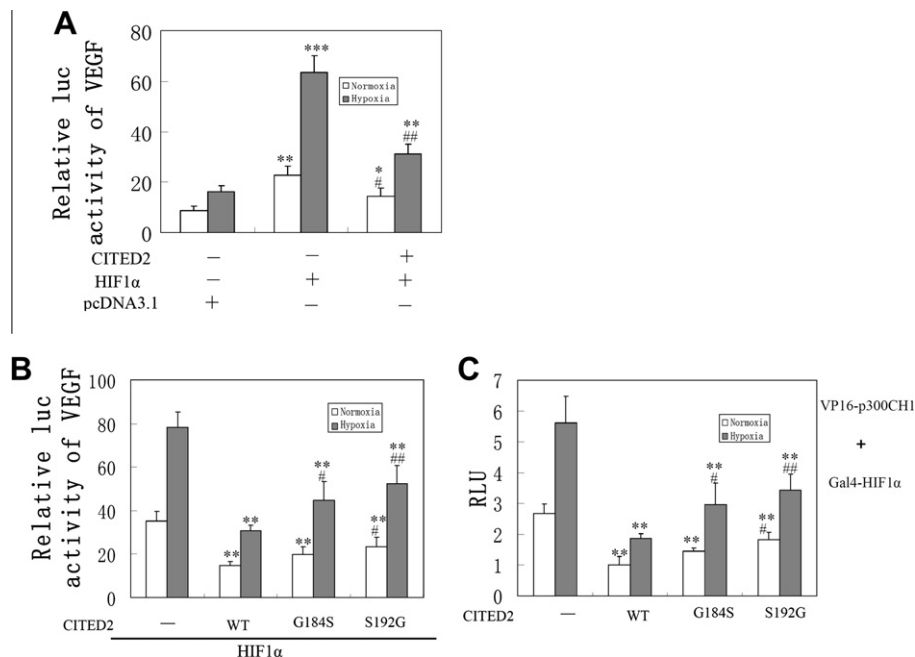 A
Relative luc
activity of VEGF
80
60
40
20
0
Normoxia
Hypoxia
***
**
**
##
*
#
CITED2 — — +
HIF1α — + +
pcDNA3.1 + — —
B
Relative luc
activity of VEGF
100
80
60
40
20
0
Normoxia
Hypoxia
**
**
**
**
#
**
#
**
##
CITED2 — WT G184S S192G
HIF1α
C
RLU
7
6
5
4
3
2
1
0
Normoxia
Hypoxia
**
**
**
**
#
**
#
**
##
— WT G184S S192G
CITED2
VP16-p300CH1
+
Gal4-HIF1α